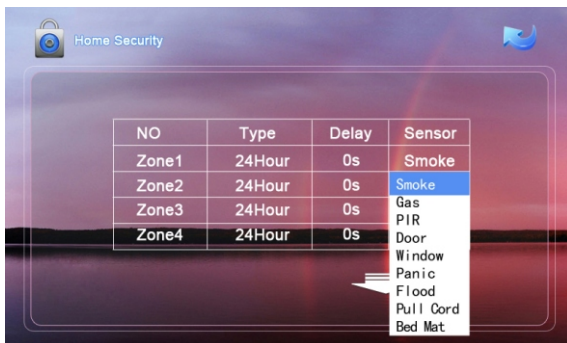 Home Security
NO Type Delay Sensor
Zone1 24Hour 0s Smoke
Zone2 24Hour 0s Smoke
Zone3 24Hour 0s Gas
PIR
Zone4 24Hour 0s Door
Window
Panic
Flood
Pull Cord
Bed Mat